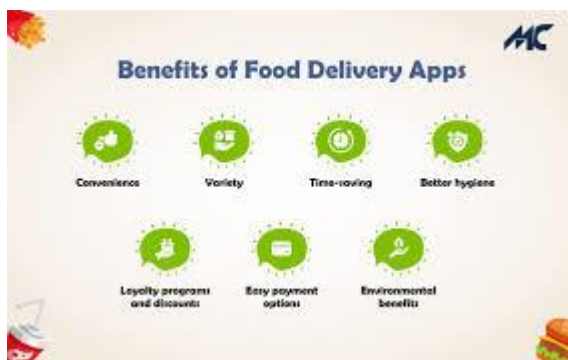 MC
Benefits of Food Delivery Apps
Convenience
Variety
Time-saving
Better hygiene
Loyalty programs
and discounts
Easy payment
options
Environmental
benefits